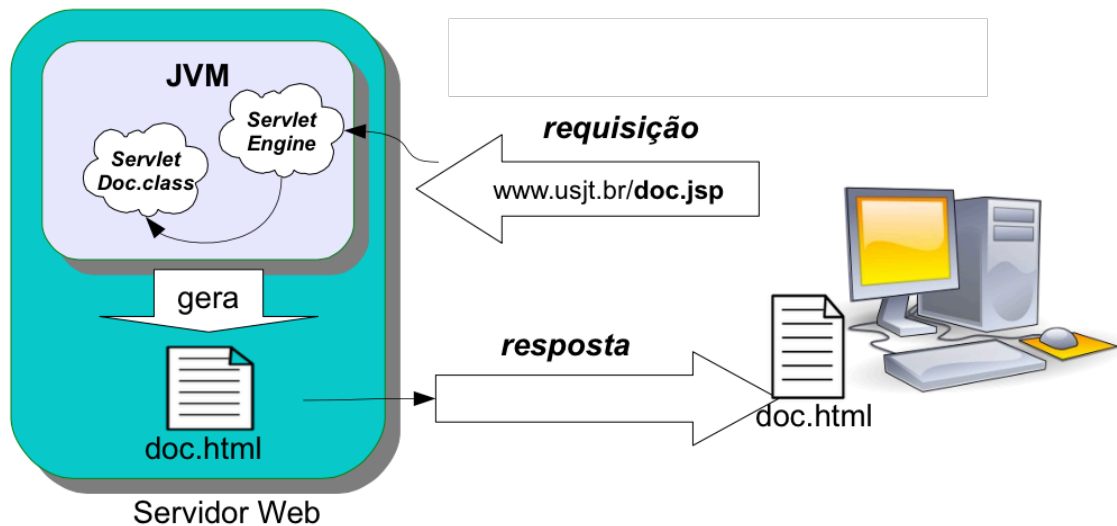 JVM
Servlet
Engine
Servlet
Doc.class
requisição
www.usjt.br/doc.jsp
gera
doc.html
resposta
doc.html
Servidor Web